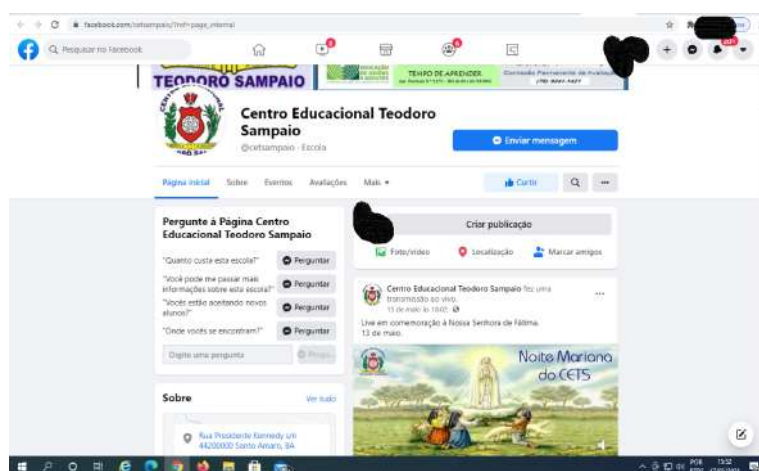 facebook.com/cetsampaio/?ref=page_internal
Pesquisar no Facebook
TEODORO SAMPAIO
TEMPO DE APRENDER
Centro Educacional Teodoro
Sampaio
@cetsampaio · Escola
Enviar mensagem
Página inicial Sobre Eventos Avaliações Mais
Curtir
Pergunte à Página Centro
Educacional Teodoro Sampaio
"Quanto custa esta escola?" Perguntar
"Você pode me passar mais
informações sobre esta escola?" Perguntar
"Vocês estão aceitando novos
alunos?" Perguntar
"Onde vocês se encontram?" Perguntar
Digite uma pergunta
Sobre Ver tudo
Rua Presidente Kennedy s/n
44200000 Santo Amaro, BA
Criar publicação
Foto/vídeo Localização Marcar amigos
Centro Educacional Teodoro Sampaio fez uma
transmissão ao vivo.
Live em comemoração à Nossa Senhora de Fátima.
13 de maio.
Noite Mariana
do CETS
POR
15:52